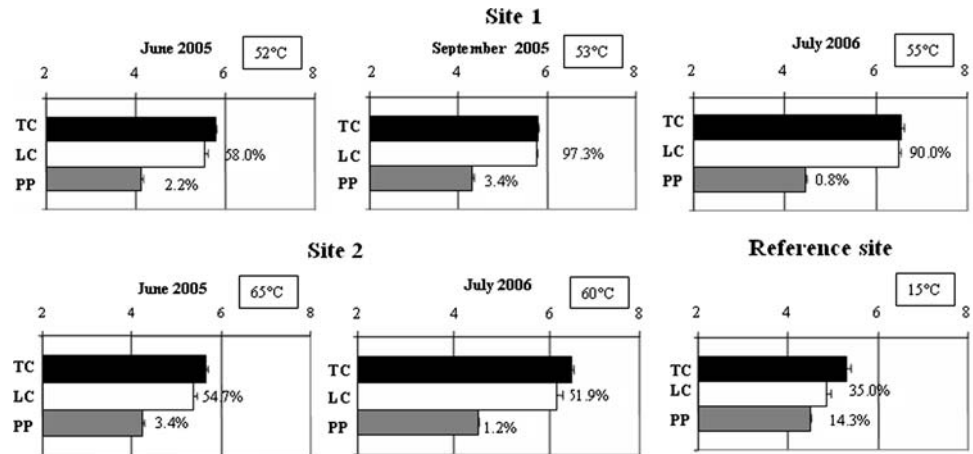 Site 1
June 2005 52°C
September 2005 53°C
July 2006 55°C
2 4 6 8
2 4 6 8
2 4 6 8
TC
LC 58.0%
PP 2.2%
TC
LC 97.3%
PP 3.4%
TC
LC 90.0%
PP 0.8%
Site 2
Reference site
June 2005 65°C
July 2006 60°C
15°C
2 4 6 8
2 4 6 8
2 4 6 8
TC
LC 54.7%
PP 3.4%
TC
LC 51.9%
PP 1.2%
TC
LC 35.0%
PP 14.3%